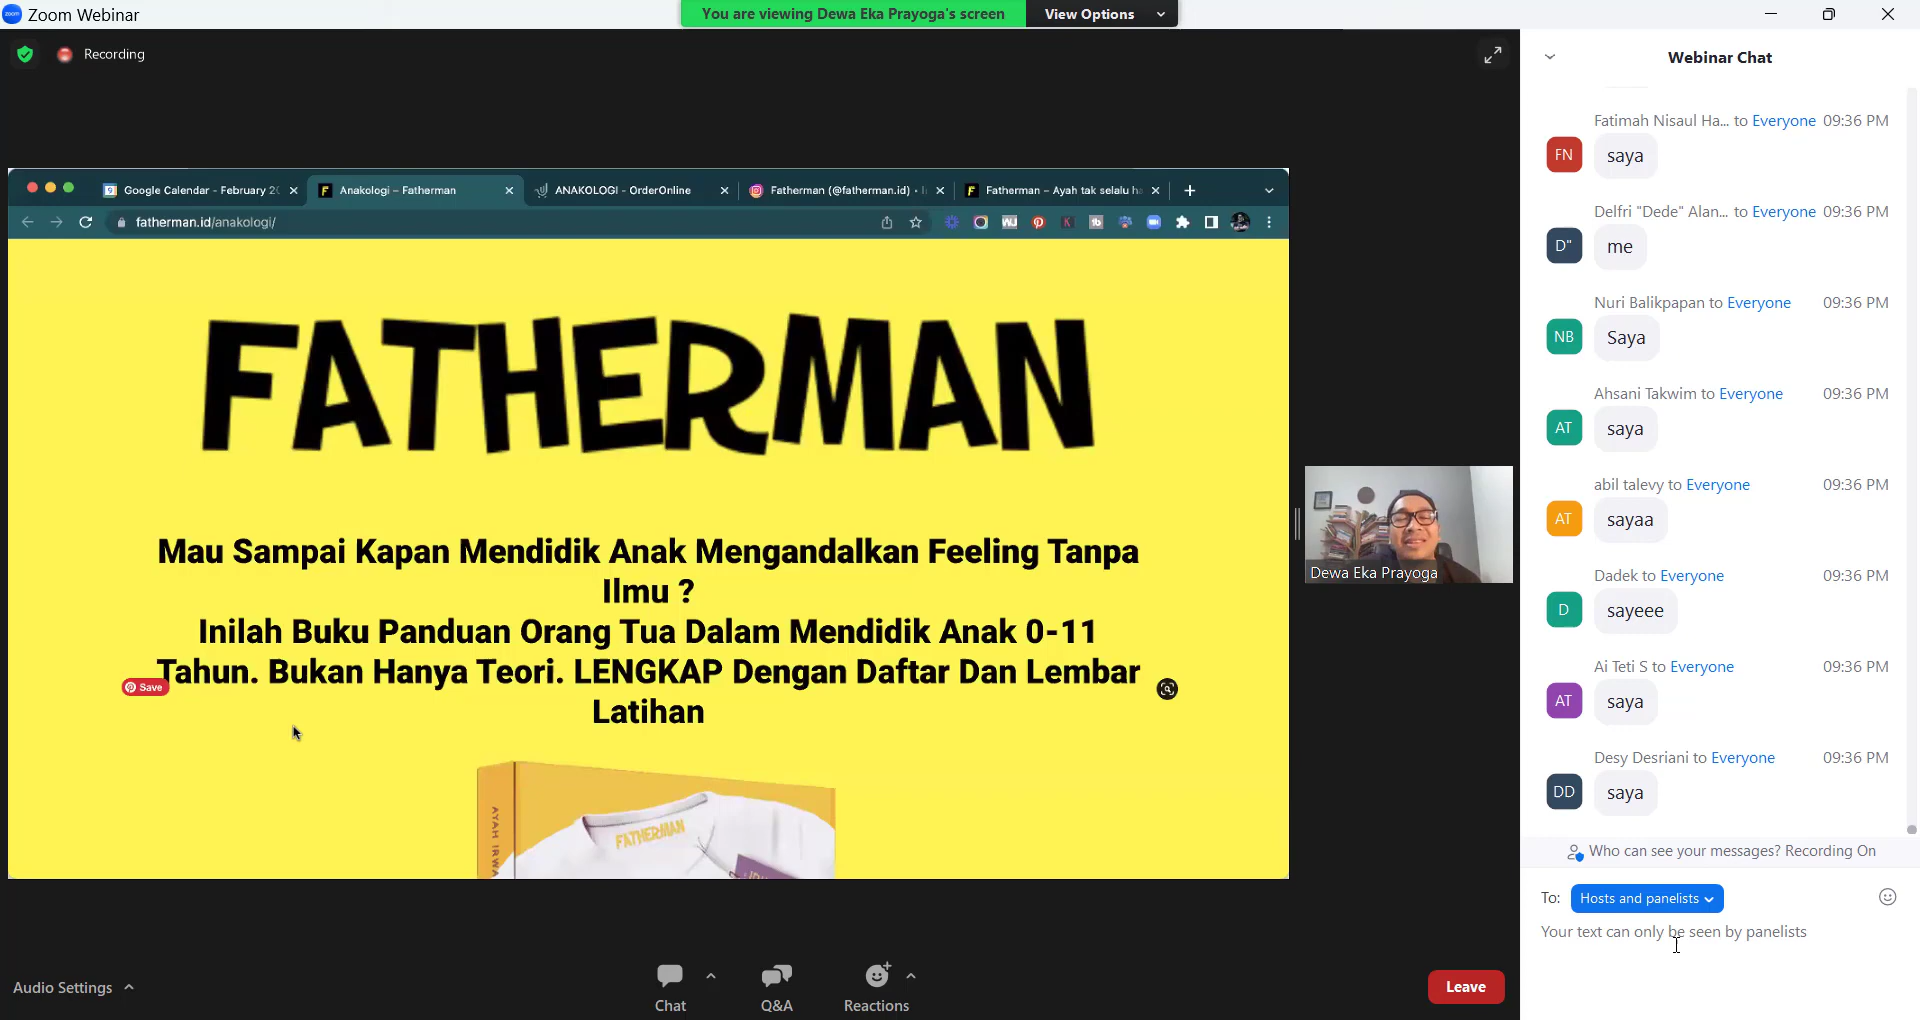 zoom Zoom Webinar
You are viewing Dewa Eka Prayoga's screen
View Options
Recording
Google Calendar - February 2
Anakologi – Fatherman
ANAKOLOGI - OrderOnline
Fatherman (@fatherman.id) •
Fatherman – Ayah tak selalu ha
fatherman.id/anakologi/
FATHERMAN
Mau Sampai Kapan Mendidik Anak Mengandalkan Feeling Tanpa
Ilmu ?
Inilah Buku Panduan Orang Tua Dalam Mendidik Anak 0-11
Tahun. Bukan Hanya Teori. LENGKAP Dengan Daftar Dan Lembar
Latihan
Save
AYAH IRWA
FATHERMAN
Dewa Eka Prayoga
Webinar Chat
Fatimah Nisaul Ha... to Everyone 09:36 PM
FN saya
Delfri "Dede" Alan... to Everyone 09:36 PM
D" me
Nuri Balikpapan to Everyone 09:36 PM
NB Saya
Ahsani Takwim to Everyone 09:36 PM
AT saya
abil talevy to Everyone 09:36 PM
AT sayaa
Dadek to Everyone 09:36 PM
D sayeee
Ai Teti S to Everyone 09:36 PM
AT saya
Desy Desriani to Everyone 09:36 PM
DD saya
Who can see your messages? Recording On
To: Hosts and panelists
Your text can only be seen by panelists
Audio Settings
Chat
Q&A
Reactions
Leave